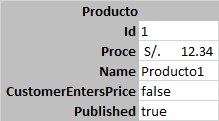 Producto
Id 1
Proce S/. 12.34
Name Producto1
CustomerEntersPrice false
Published true